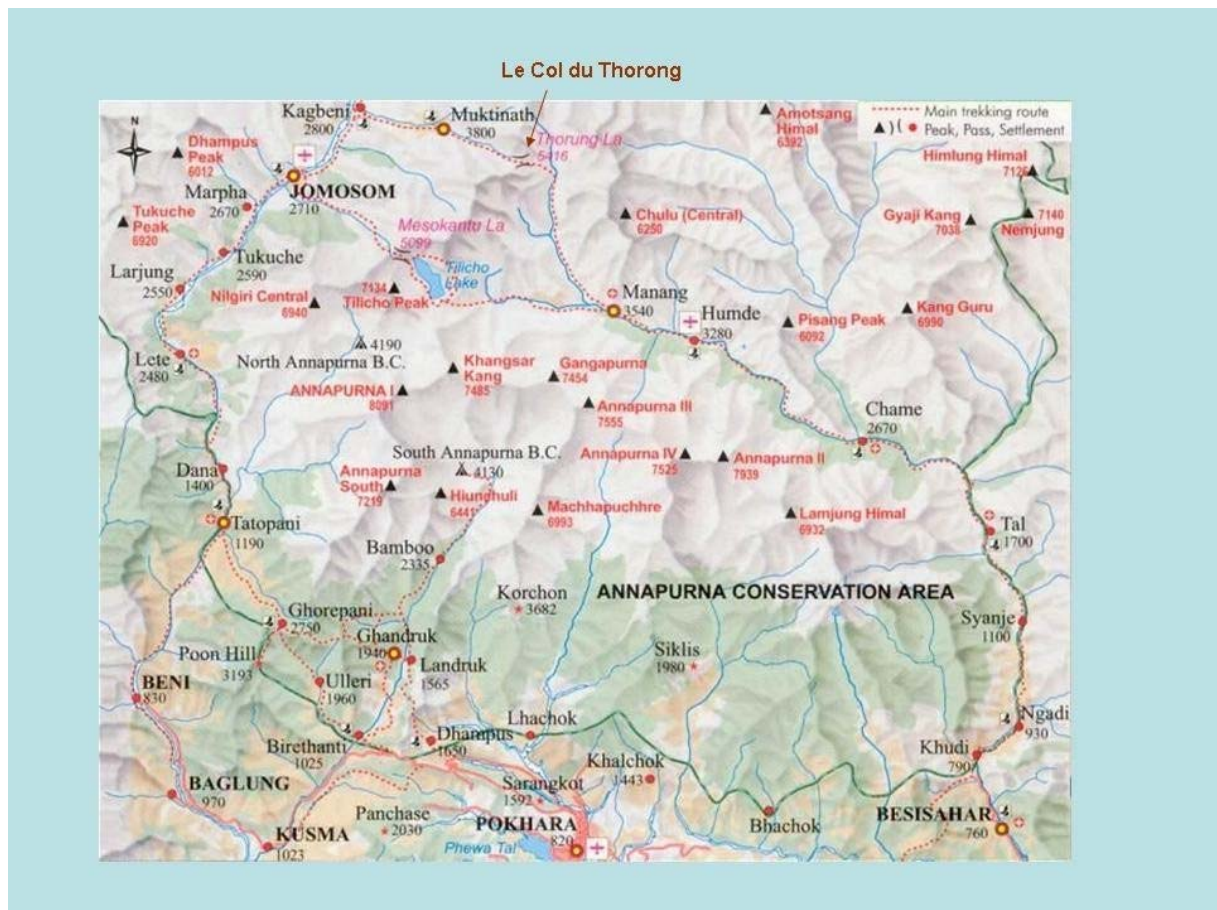 Le Col du Thorong
N
Kagbeni
2800
Muktinath
3800
Thorung La
5416
Amotsang
Himal
6392
Main trekking route
Peak, Pass, Settlement
Dhampus
Peak
6012
Himlung Himal
7126
JOMOSOM
2710
Marpha
2670
Tukuche
Peak
6920
Mesokantu La
5099
Chulu (Central)
6250
Gyaji Kang
7038
7140
Nemjung
Tukuche
2590
Larjung
2550
Tilicho
Lake
Nilgiri Central
6940
7134
Tilicho Peak
Manang
3540
Humde
3280
Pisang Peak
6092
Kang Guru
6990
Lete
2480
4190
North Annapurna B.C.
Khangsar
Kang
7485
Gangapurna
7454
ANNAPURNA I
8091
Annapurna III
7555
Chame
2670
South Annapurna B.C.
4130
Annapurna IV
7525
Annapurna II
7939
Dana
1400
Annapurna
South
7219
Hiunchuli
6441
Machhapuchhre
6993
Lamjung Himal
6932
Tal
1700
Tatopani
1190
Bamboo
2335
Korchon
3682
ANNAPURNA CONSERVATION AREA
Ghorepani
2750
Syanje
1100
Ghandruk
1940
Poon Hill
3193
Landruk
1565
Siklis
1980
BENI
830
Ulleri
1960
Ngadi
930
Birethanti
1025
Dhampus
1650
Lhachok
Khudi
790
Khalchok
1443
BAGLUNG
970
Sarangkot
1592
Panchase
2030
POKHARA
820
Phewa Tal
Bhachok
BESISAHAR
760
KUSMA
1023